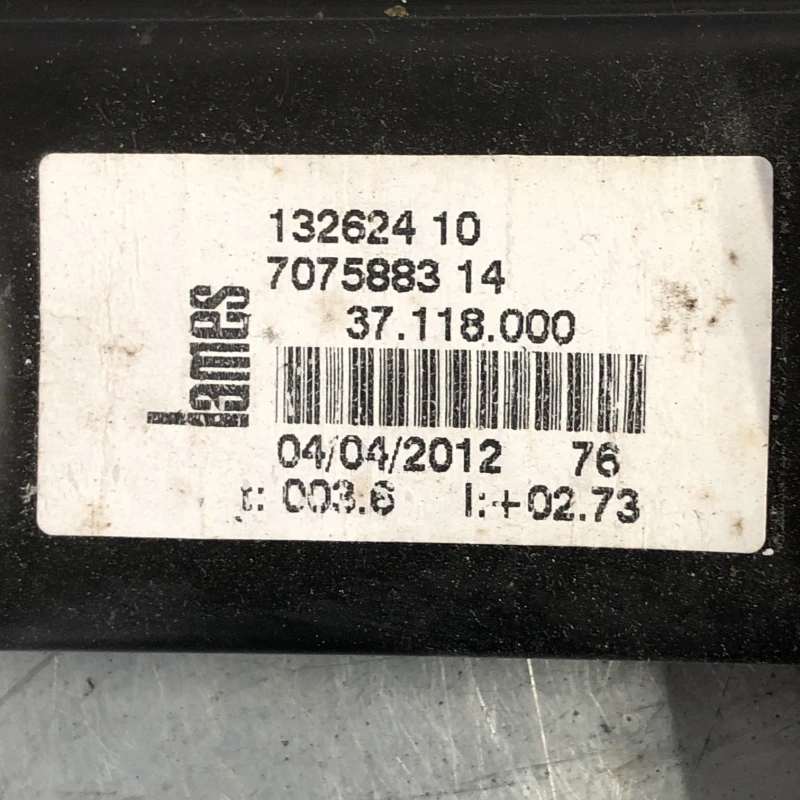 132624 10
7075883 14
37.118.000
lames
04/04/2012 76
r: 003.6 l:+02.73